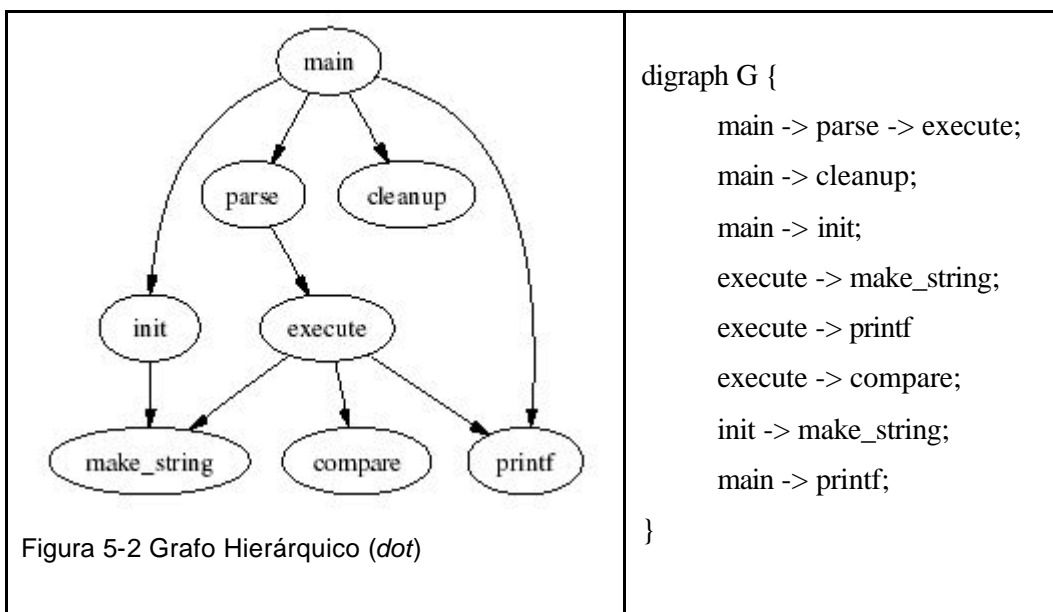 main
parse
cleanup
init
execute
make_string
compare
printf
Figura 5-2 Grafo Hierárquico (dot)
digraph G {
main -> parse -> execute;
main -> cleanup;
main -> init;
execute -> make_string;
execute -> printf
execute -> compare;
init -> make_string;
main -> printf;
}